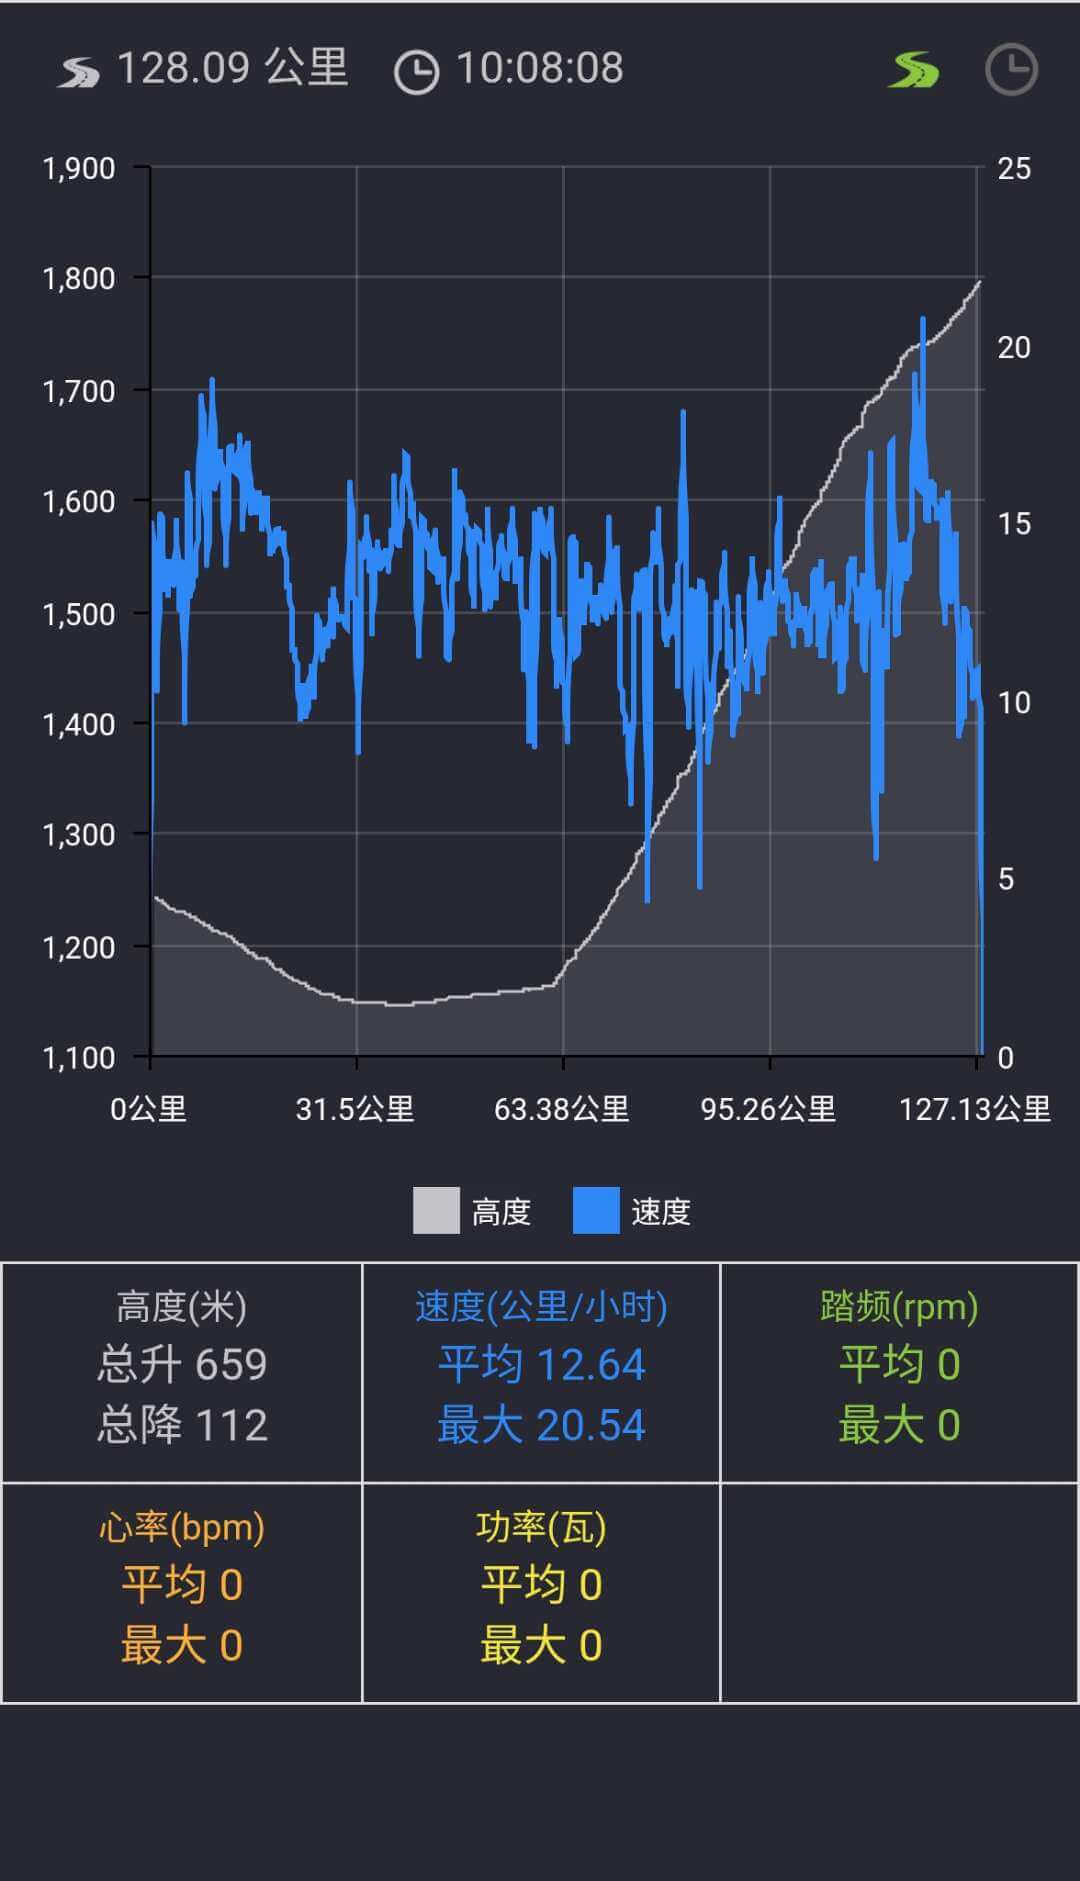 128.09 公里 10:08:08
1,900 25
1,800
20
1,700
1,600
15
1,500
1,400 10
1,300
5
1,200
1,100 0
0公里 31.5公里 63.38公里 95.26公里 127.13公里
高度 速度
高度(米)
总升 659
总降 112
速度(公里/小时)
平均 12.64
最大 20.54
踏频(rpm)
平均 0
最大 0
心率(bpm)
平均 0
最大 0
功率(瓦)
平均 0
最大 0